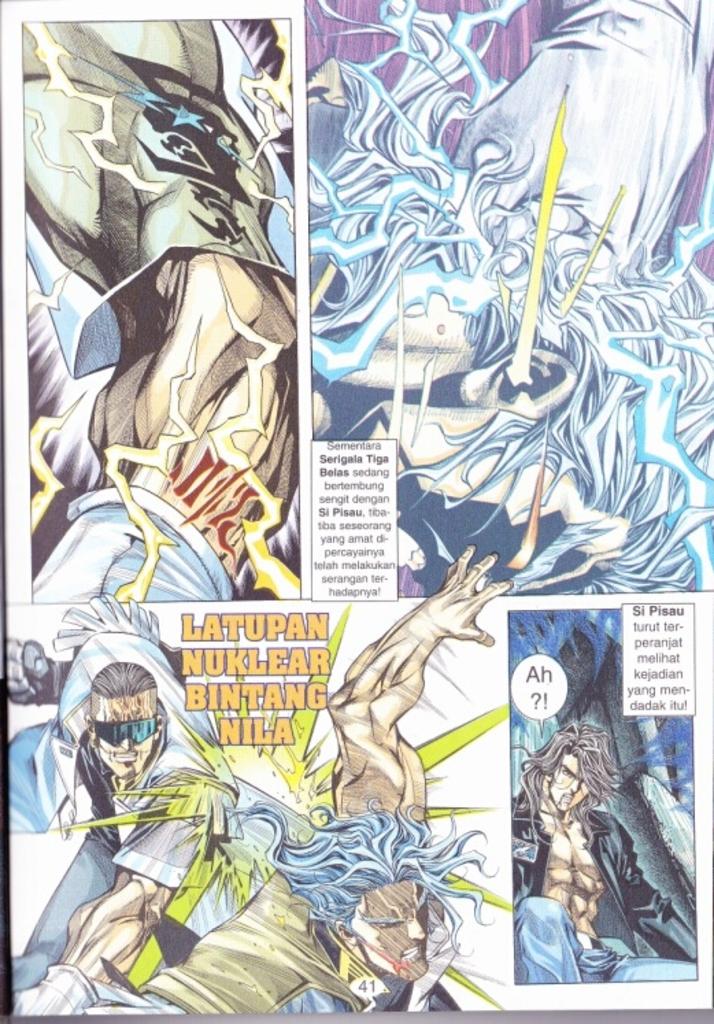 Sementara
Serigala Tiga
Belas sedang
bertembung
sengit dengan
Si Pisau, tiba-
tiba seseorang
yang amat di-
percayainya
telah melakukan
serangan ter-
hadapnya!
LATUPAN
NUKLEAR
BINTANG
NILA
Si Pisau
turut ter-
peranjat
melihat
kejadian
yang men-
dadak itu!
Ah
?!
41